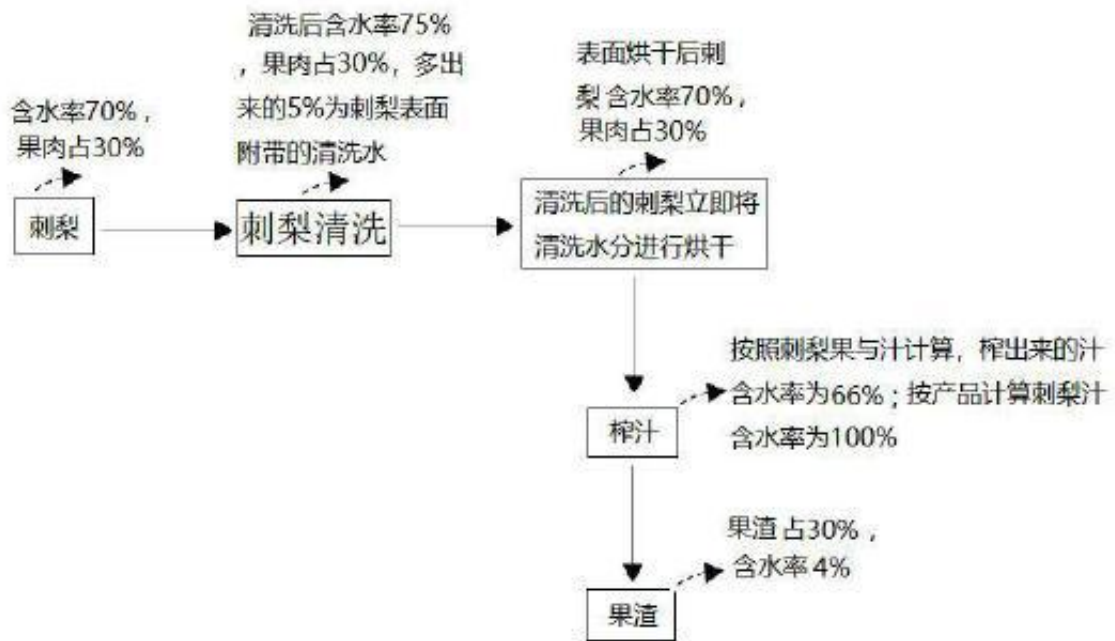 含水率70%，
果肉占30%
刺梨
清洗后含水率75%
，果肉占30%，多出
来的5%为刺梨表面
附带的清洗水
刺梨清洗
表面烘干后刺
梨含水率70%，
果肉占30%
清洗后的刺梨立即将
清洗水分进行烘干
按照刺梨果与汁计算，榨出来的汁
含水率为66%；按产品计算刺梨汁
含水率为100%
榨汁
果渣占30%，
含水率4%
果渣